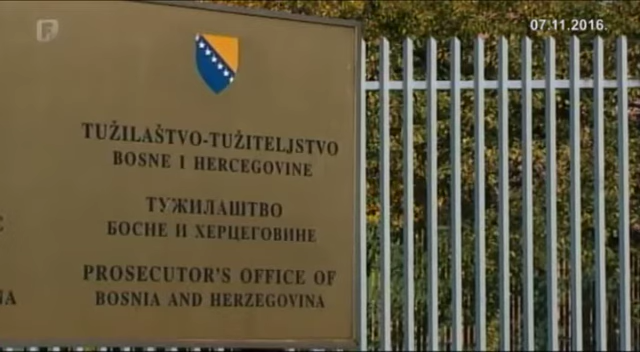 07.11.2016.
TUŽILAŠTVO-TUŽITELJSTVO
BOSNE I HERCEGOVINE
ТУЖИЛАШТВО
БОСНЕ И ХЕРЦЕГОВИНЕ
PROSECUTOR'S OFFICE OF
BOSNIA AND HERZEGOVINA